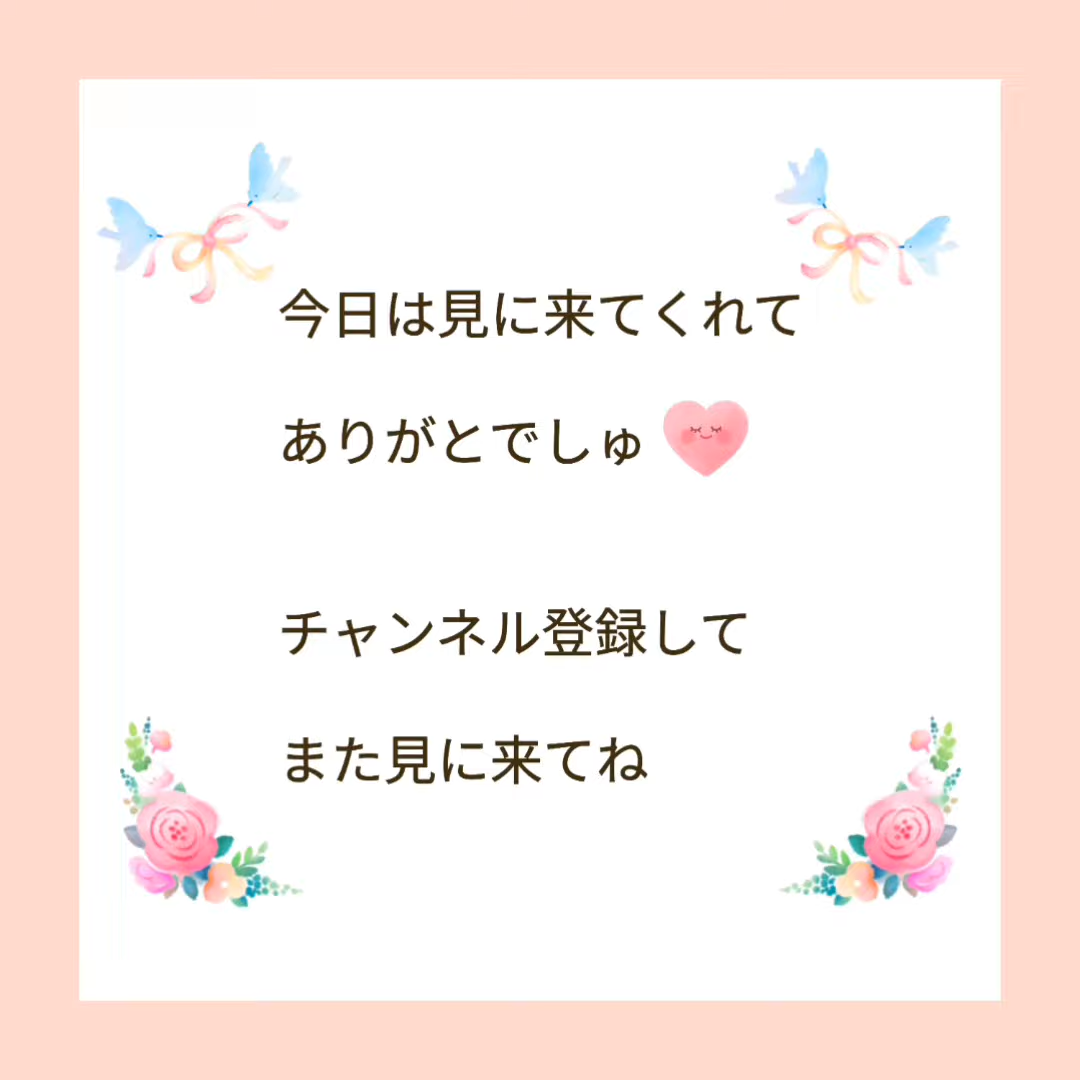 今日は見に来てくれて
ありがとでしゅ
チャンネル登録して
また見に来てね